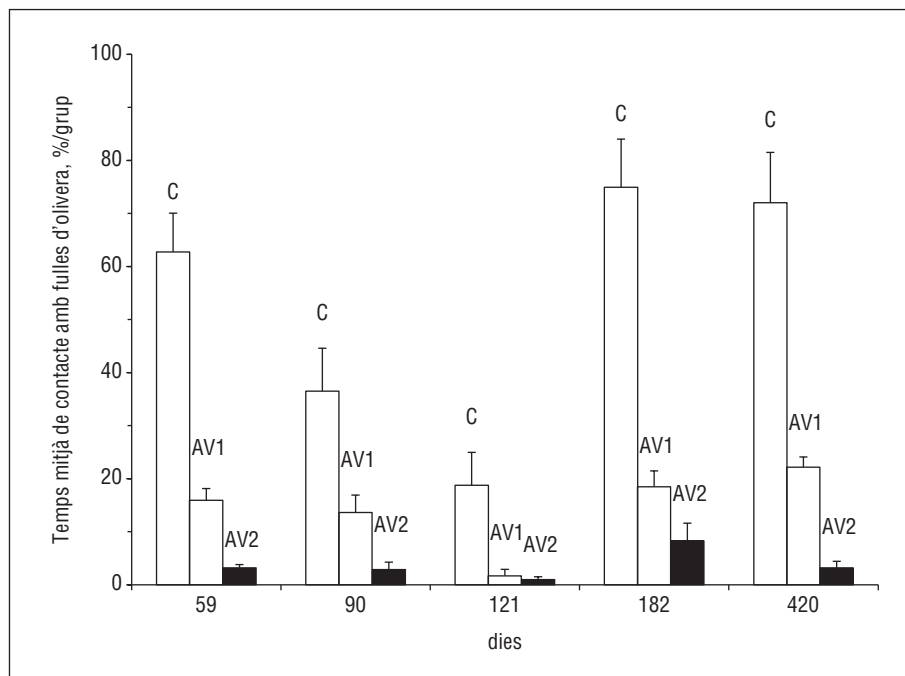 Temps mitjà de contacte amb fulles d'olivera, %/grup
100
80
60
40
20
0
C
AV1
AV2
C
AV1
AV2
C
AV1
AV2
C
AV1
AV2
C
AV1
AV2
59 90 121 182 420
dies